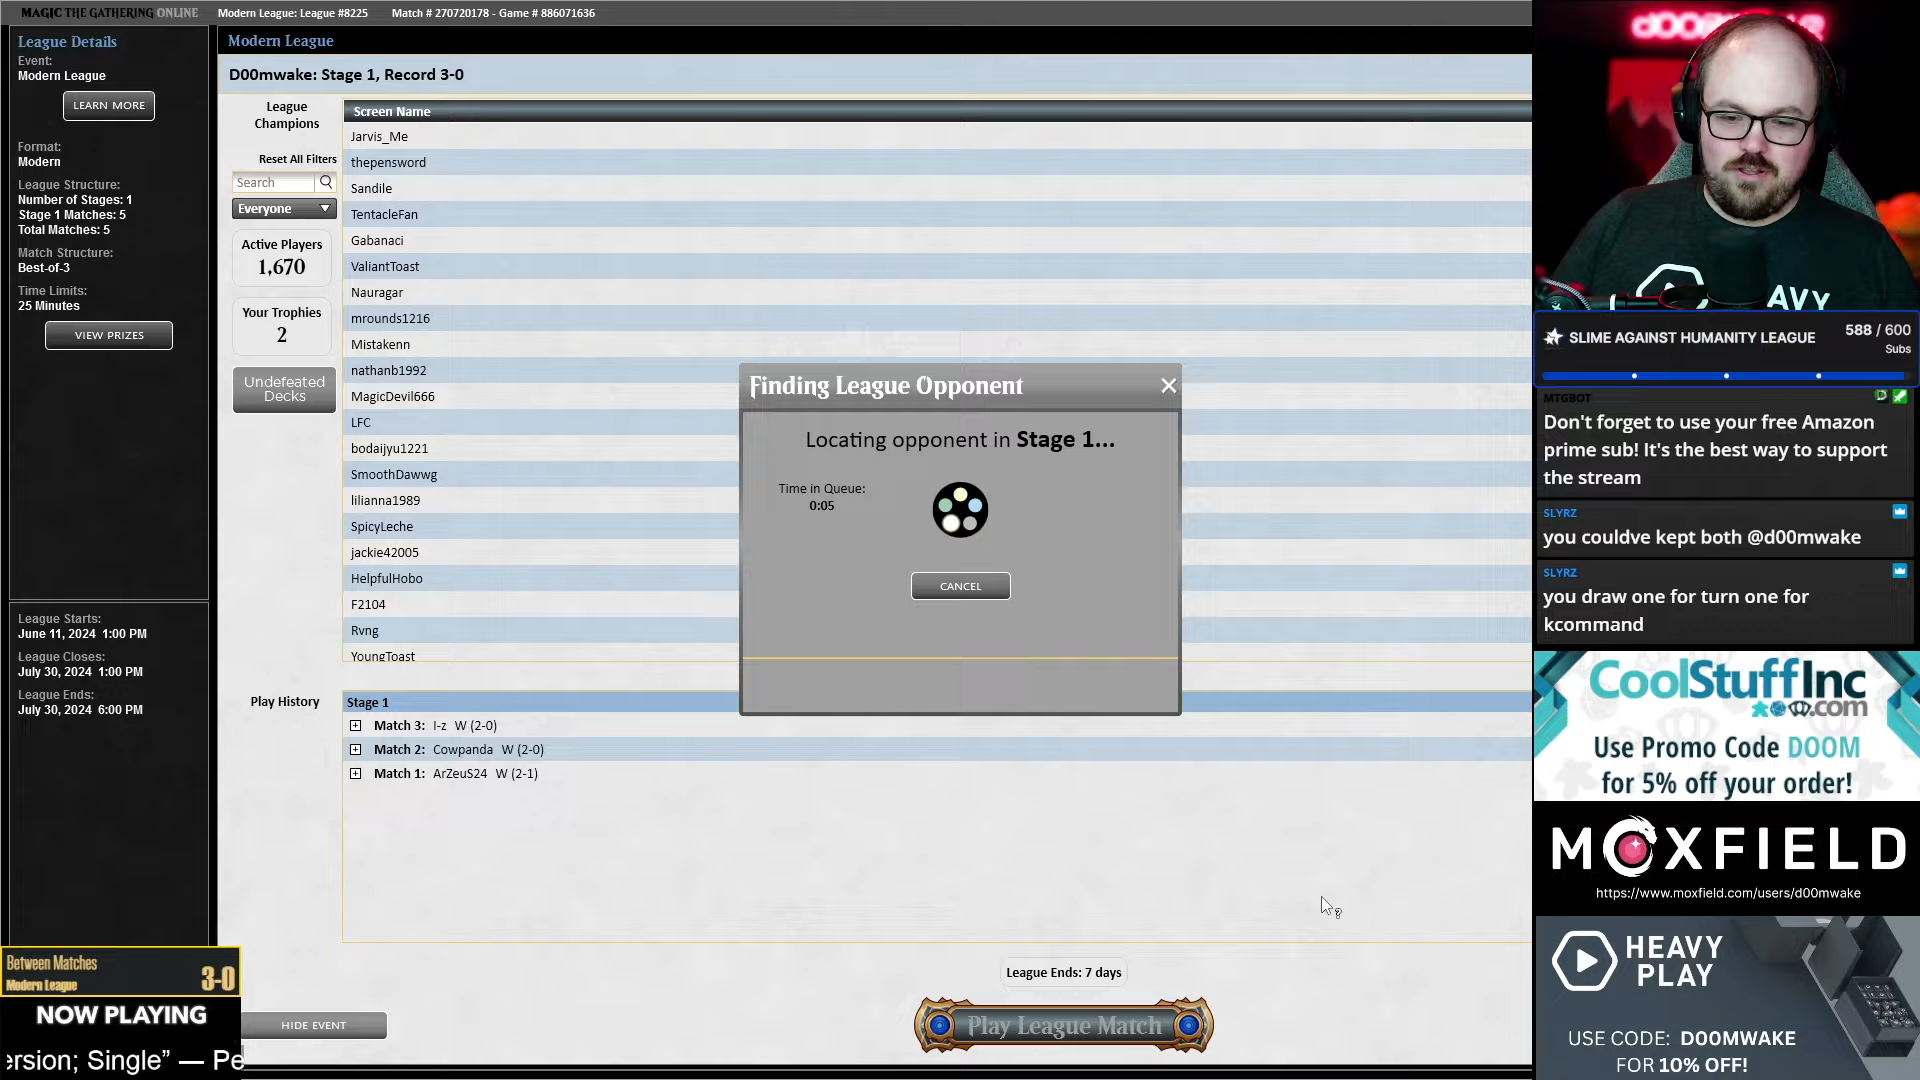 MAGIC THE GATHERING ONLINE
Modern League: League #8225
Match # 270720178 - Game # 886071636
League Details
Event:
Modern League
LEARN MORE
Format:
Modern
League Structure:
Number of Stages: 1
Stage 1 Matches: 5
Total Matches: 5
Match Structure:
Best-of-3
Time Limits:
25 Minutes
VIEW PRIZES
League Starts:
June 11, 2024 1:00 PM
League Closes:
July 30, 2024 1:00 PM
League Ends:
July 30, 2024 6:00 PM
Between Matches
Modern League
3-0
NOW PLAYING
ersion; Single” — Pe
Modern League
D00mwake: Stage 1, Record 3-0
League
Champions
Reset All Filters
Search
Everyone
Active Players
1,670
Your Trophies
2
Undefeated
Decks
Screen Name
Jarvis_Me
thepensword
Sandile
TentacleFan
Gabanaci
ValiantToast
Nauragar
mrounds1216
Mistakenn
nathanb1992
MagicDevil666
LFC
bodaijyu1221
SmoothDawwg
lilianna1989
SpicyLeche
jackie42005
HelpfulHobo
F2104
Rvng
YoungToast
Finding League Opponent
Locating opponent in Stage 1...
Time in Queue:
0:05
CANCEL
Play History
Stage 1
Match 3: I-z W (2-0)
Match 2: Cowpanda W (2-0)
Match 1: ArZeuS24 W (2-1)
League Ends: 7 days
HIDE EVENT
Play League Match
SLIME AGAINST HUMANITY LEAGUE
588 / 600
Subs
MTGBOT
Don't forget to use your free Amazon
prime sub! It's the best way to support
the stream
SLYRZ
you couldve kept both @d00mwake
SLYRZ
you draw one for turn one for
kcommand
CoolStuffInc
.com
Use Promo Code DOOM
for 5% off your order!
MOXFIELD
https://www.moxfield.com/users/d00mwake
HEAVY
PLAY
USE CODE: D00MWAKE
FOR 10% OFF!